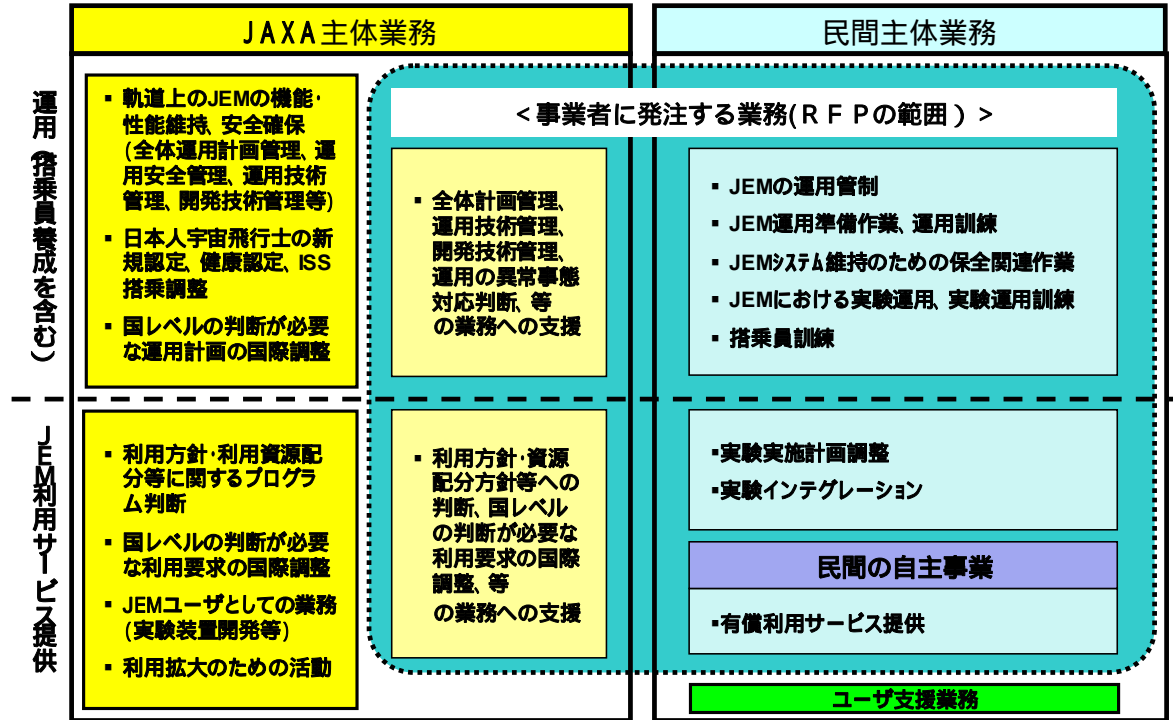 JAXA主体業務
民間主体業務
運用(搭乗員養成を含む)
▪ 軌道上のJEMの機能・
性能維持、安全確保
(全体運用計画管理、運
用安全管理、運用技術
管理、開発技術管理等)
▪ 日本人宇宙飛行士の新
規認定、健康認定、ISS
搭乗調整
▪ 国レベルの判断が必要
な運用計画の国際調整
<事業者に発注する業務(RFPの範囲)>
▪ 全体計画管理、
運用技術管理、
開発技術管理、
運用の異常事態
対応判断、等
の業務への支援
▪ JEMの運用管制
▪ JEM運用準備作業、運用訓練
▪ JEMシステム維持のための保全関連作業
▪ JEMにおける実験運用、実験運用訓練
▪ 搭乗員訓練
JEM利用サービス提供
▪ 利用方針・利用資源配
分等に関するプログラ
ム判断
▪ 国レベルの判断が必要
な利用要求の国際調整
▪ JEMユーザとしての業務
(実験装置開発等)
▪ 利用拡大のための活動
▪ 利用方針・資源
配分方針等への
判断、国レベル
の判断が必要な
利用要求の国際
調整、等
の業務への支援
▪実験実施計画調整
▪実験インテグレーション
民間の自主事業
▪有償利用サービス提供
ユーザ支援業務